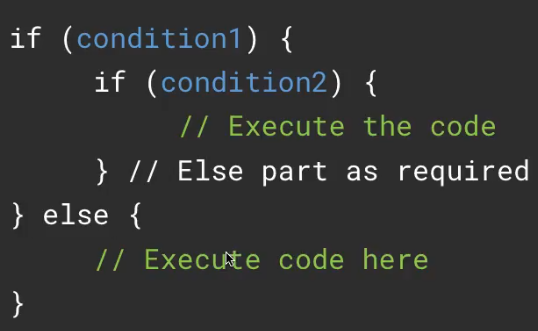 if (condition1) {
if (condition2) {
// Execute the code
} // Else part as required
} else {
// Execute code here
}